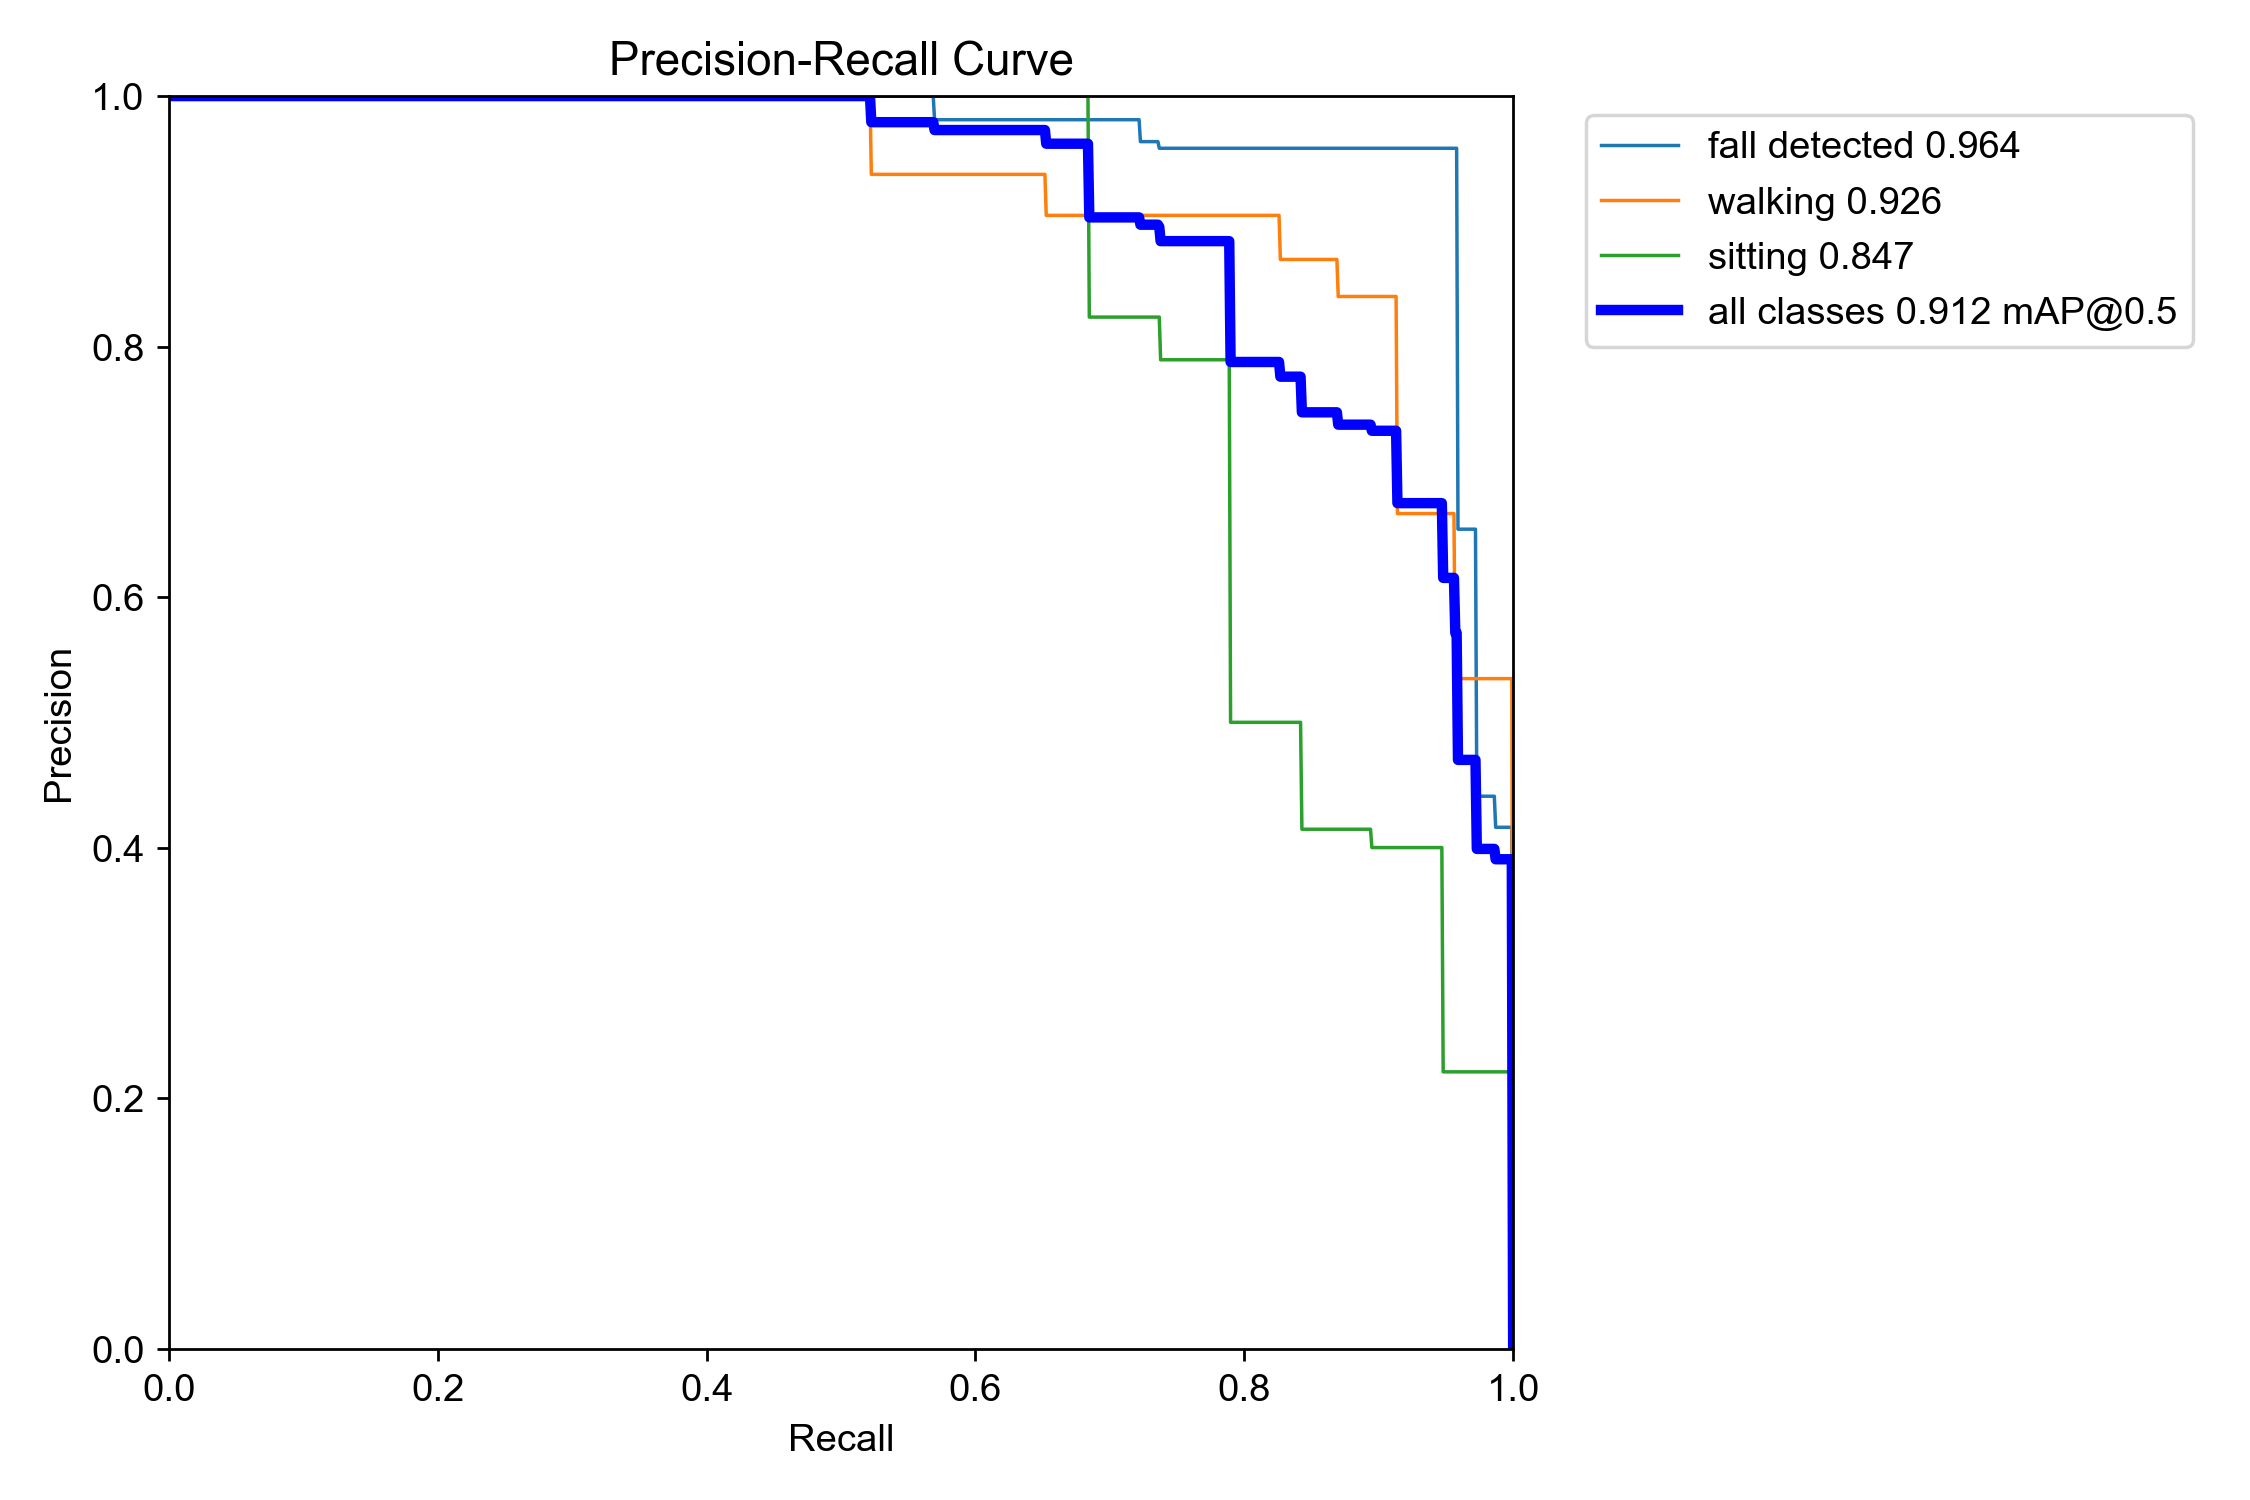 Precision-Recall Curve
1.0
0.8
0.6
0.4
0.2
0.0
Precision
0.0 0.2 0.4 0.6 0.8 1.0
Recall
fall detected 0.964
walking 0.926
sitting 0.847
all classes 0.912 mAP@0.5